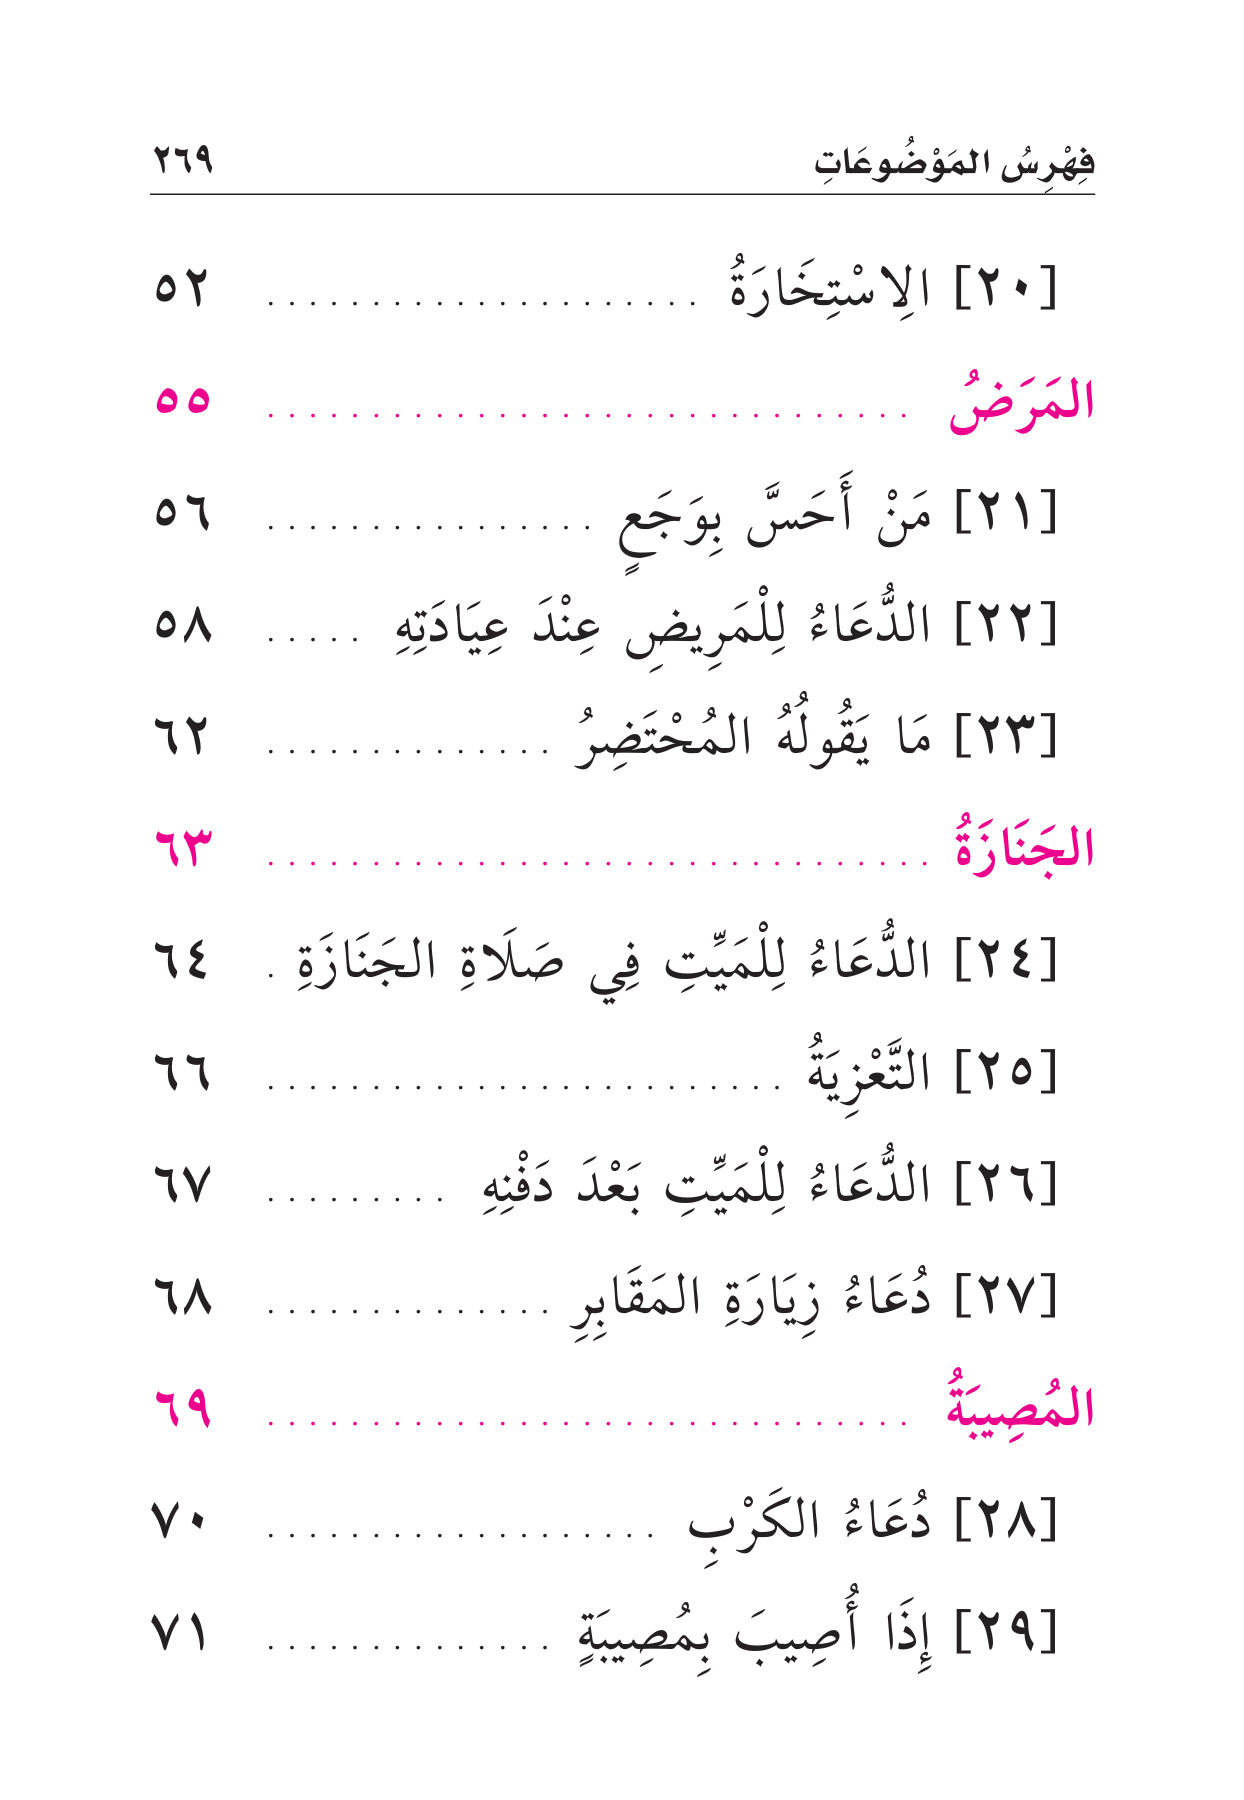 فِهْرِسُ المَوْضُوعَاتِ ٢٦٩
[٢٠] الِاسْتِخَارَةُ . . . . . . . . . . . . . . . . . . . . . ٥٢
المَرَضُ . . . . . . . . . . . . . . . . . . . . . . . . . . . . . . . ٥٥
[٢١] مَنْ أَحَسَّ بِوَجَعٍ . . . . . . . . . . . . . . . . ٥٦
[٢٢] الدُّعَاءُ لِلْمَرِيضِ عِنْدَ عِيَادَتِهِ . . . . . ٥٨
[٢٣] مَا يَقُولُهُ المُحْتَضِرُ . . . . . . . . . . . . . . ٦٢
الجَنَازَةُ . . . . . . . . . . . . . . . . . . . . . . . . . . . . . . . . ٦٣
[٢٤] الدُّعَاءُ لِلْمَيِّتِ فِي صَلَاةِ الجَنَازَةِ . ٦٤
[٢٥] التَّعْزِيَةُ . . . . . . . . . . . . . . . . . . . . . . . . . ٦٦
[٢٦] الدُّعَاءُ لِلْمَيِّتِ بَعْدَ دَفْنِهِ . . . . . . . . . ٦٧
[٢٧] دُعَاءُ زِيَارَةِ المَقَابِرِ . . . . . . . . . . . . . . ٦٨
المُصِيبَةُ . . . . . . . . . . . . . . . . . . . . . . . . . . . . . . . ٦٩
[٢٨] دُعَاءُ الكَرْبِ . . . . . . . . . . . . . . . . . . . ٧٠
[٢٩] إِذَا أُصِيبَ بِمُصِيبَةٍ . . . . . . . . . . . . . . ٧١